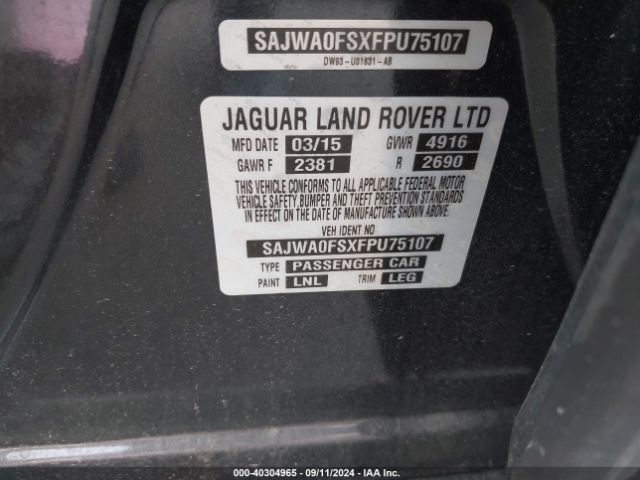 SAJWA0FSXFPU75107
DW93-U01631-AB
JAGUAR LAND ROVER LTD
MFD DATE 03/15 GVWR 4916
GAWR F 2381 R 2690
THIS VEHICLE CONFORMS TO ALL APPLICABLE FEDERAL MOTOR
VEHICLE SAFETY,BUMPER AND THEFT PREVENTION STANDARDS
IN EFFECT ON THE DATE OF MANUFACTURE SHOWN ABOVE.
VEH IDENT NO
SAJWA0FSXFPU75107
TYPE PASSENGER CAR
PAINT LNL TRIM LEG
000-40304965 - 09/11/2024 - IAA Inc.